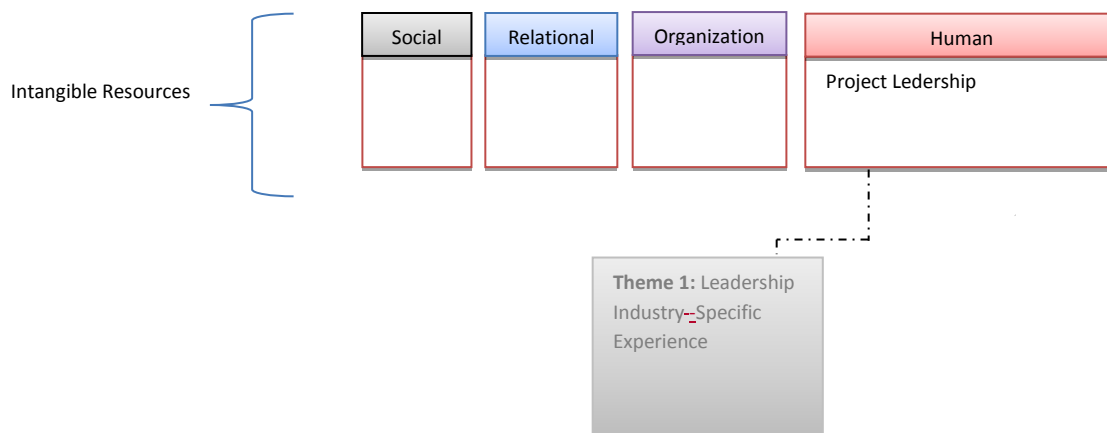 Social
Relational
Organization
Human
Intangible Resources
Project Ledership
Theme 1: Leadership
Industry--Specific
Experience